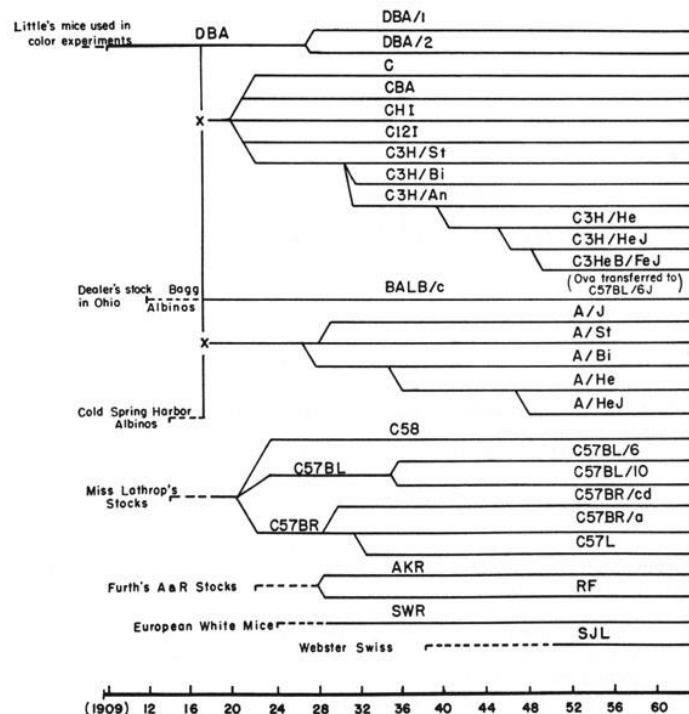 Little's mice used in
color experiments
DBA
DBA/1
DBA/2
C
CBA
X
CHI
C12I
C3H/St
C3H/Bi
C3H/An
C3H/He
C3H/HeJ
C3HeB/FeJ
(Ova transferred to
C57BL/6J)
Dealer's stock
in Ohio
Bagg
Albinos
BALB/c
A/J
X
A/St
A/Bi
A/He
A/HeJ
Cold Spring Harbor
Albinos
C58
C57BL
C57BL/6
C57BL/10
Miss Lathrop's
Stocks
C57BR/cd
C57BR
C57BR/a
C57L
AKR
Furth's A&R Stocks
RF
SWR
European White Mice
SJL
Webster Swiss
(1909) 12 16 20 24 28 32 36 40 44 48 52 56 60